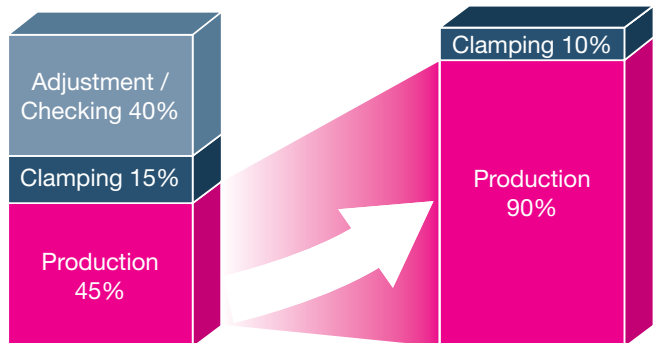 Adjustment /
Checking 40%
Clamping 15%
Production
45%
Clamping 10%
Production
90%